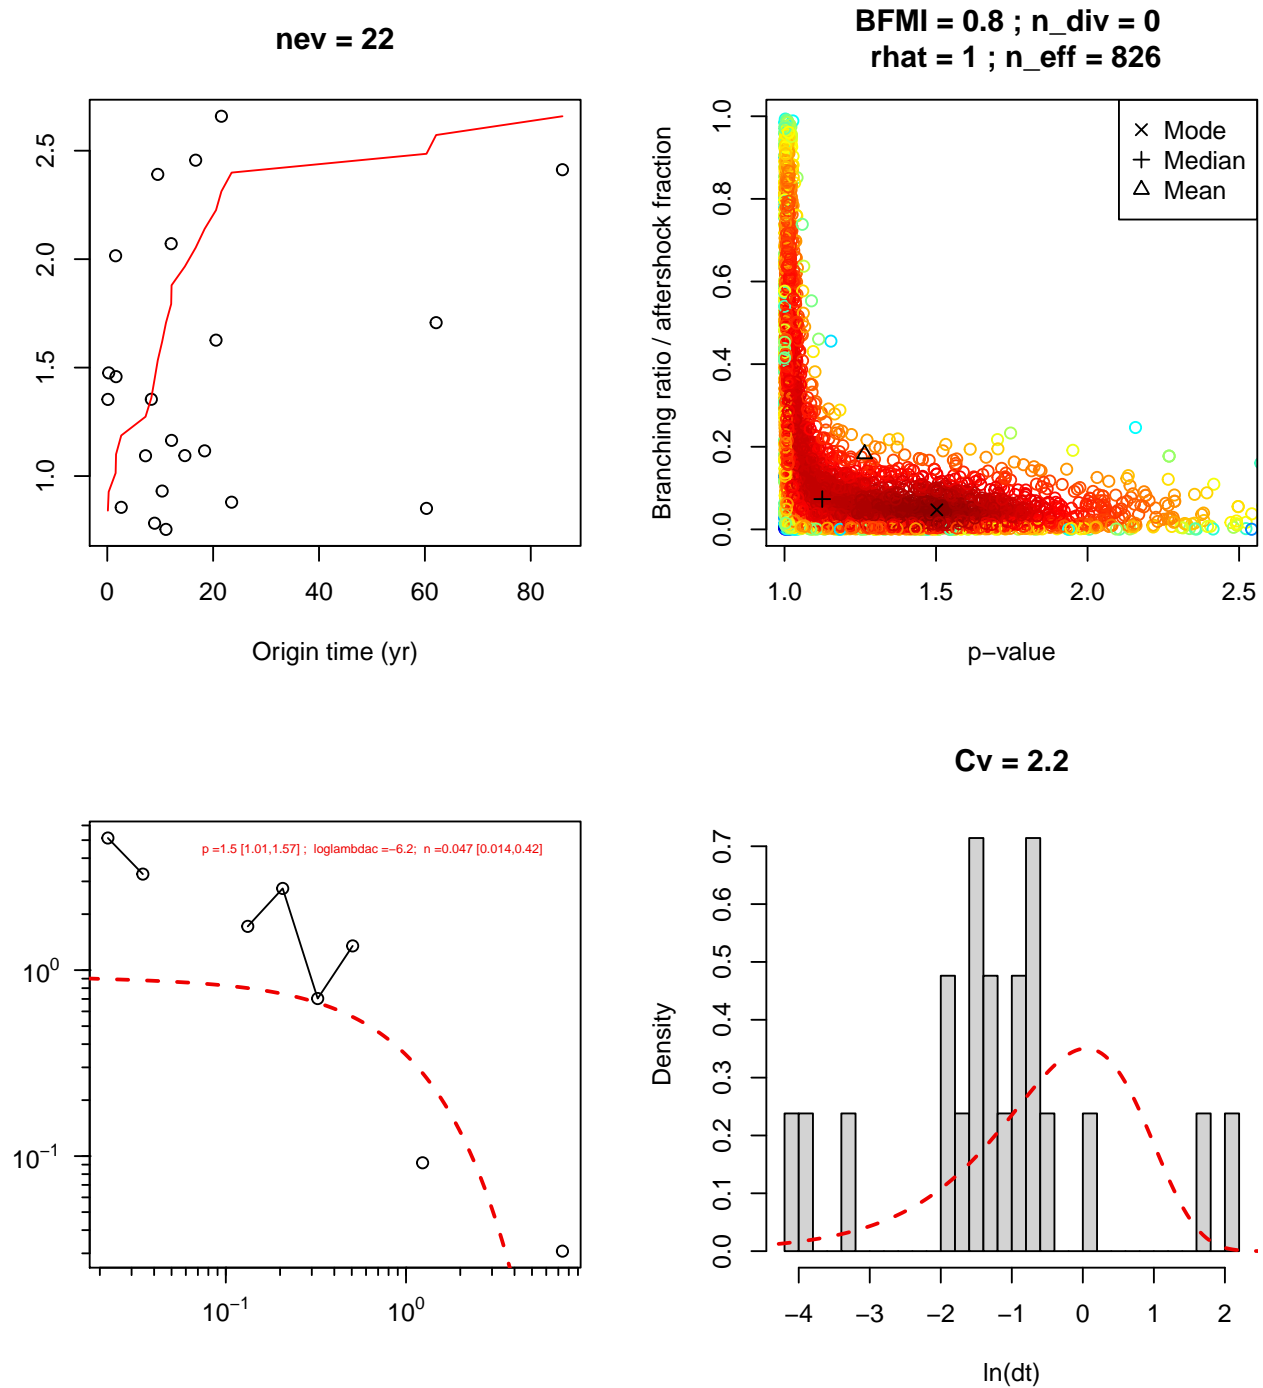 nev = 22
2.5
2.0
1.5
1.0
0 20 40 60 80
Origin time (yr)
BFMI = 0.8 ; n_div = 0
rhat = 1 ; n_eff = 826
Branching ratio / aftershock fraction
1.0
0.8
0.6
0.4
0.2
0.0
Mode
Median
Mean
1.0 1.5 2.0 2.5
p−value
p =1.5 [1.01,1.57] ; loglambdac =−6.2; n =0.047 [0.014,0.42]
10⁰
10⁻¹
10⁻¹ 10⁰
Cv = 2.2
Density
0.7
0.6
0.5
0.4
0.3
0.2
0.1
0.0
−4 −3 −2 −1 0 1 2
ln(dt)